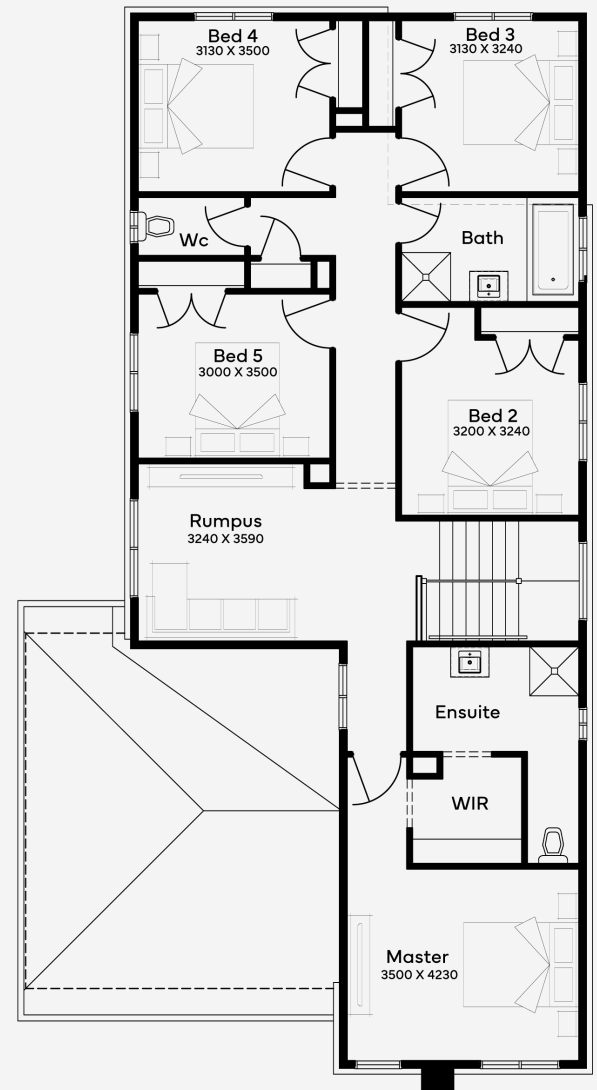 Bed 4
3130 X 3500
Bed 3
3130 X 3240
Wc
Bath
Bed 5
3000 X 3500
Bed 2
3200 X 3240
Rumpus
3240 X 3590
Ensuite
WIR
Master
3500 X 4230